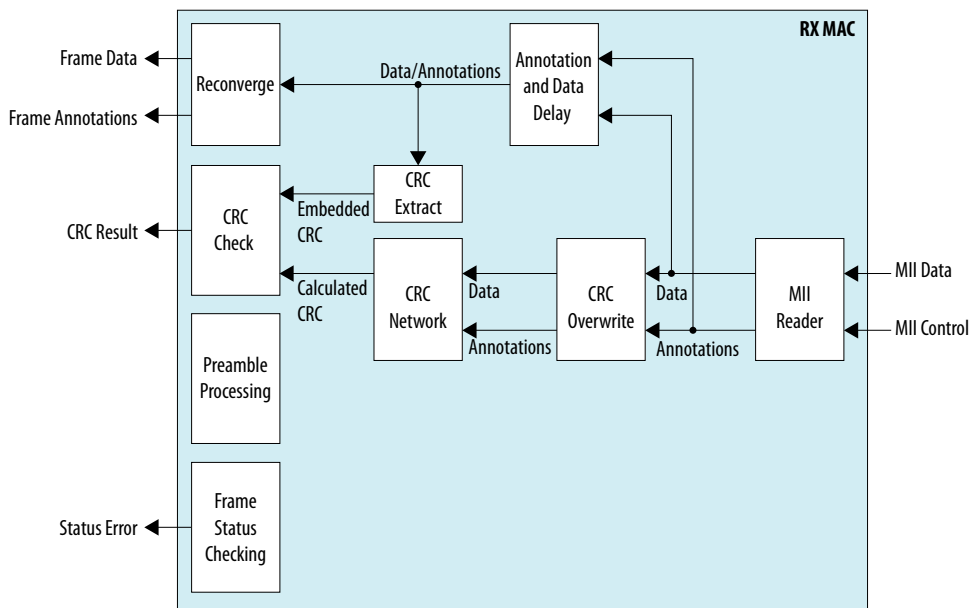 RX MAC
Frame Data
Frame Annotations
Reconverge
Data/Annotations
Annotation
and Data
Delay
CRC
Extract
Embedded
CRC
CRC
Check
CRC Result
Calculated
CRC
CRC
Network
Data
Annotations
CRC
Overwrite
Data
Annotations
MII
Reader
MII Data
MII Control
Preamble
Processing
Frame
Status
Checking
Status Error